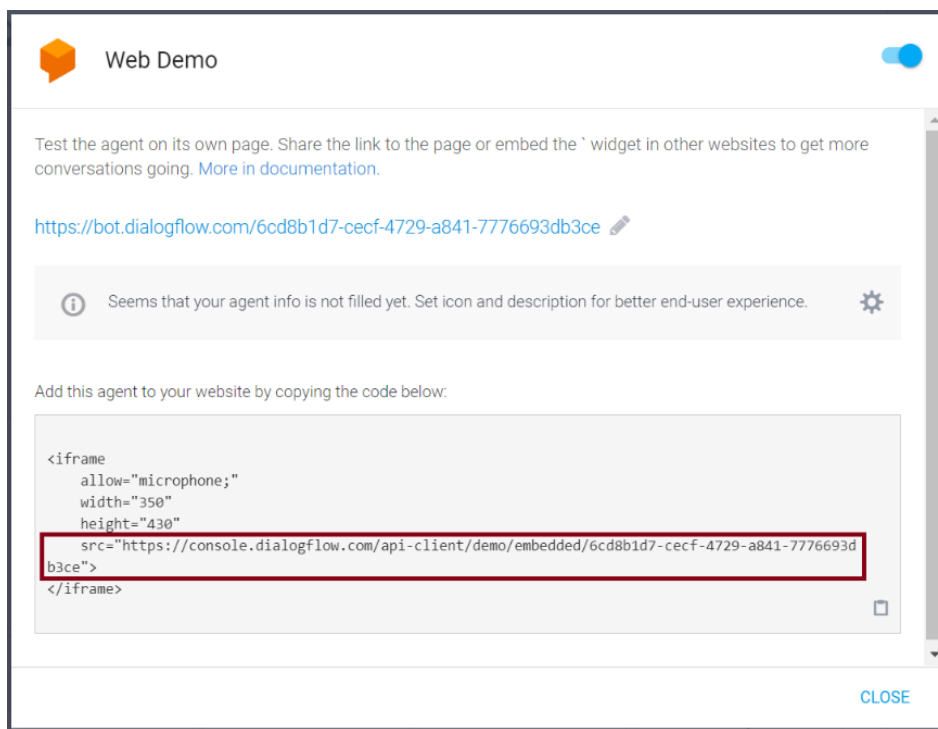 Web Demo
Test the agent on its own page. Share the link to the page or embed the ` widget in other websites to get more
conversations going. More in documentation.
https://bot.dialogflow.com/6cd8b1d7-cecf-4729-a841-7776693db3ce
Seems that your agent info is not filled yet. Set icon and description for better end-user experience.
Add this agent to your website by copying the code below:
<iframe
    allow="microphone;"
    width="350"
    height="430"
    src="https://console.dialogflow.com/api-client/demo/embedded/6cd8b1d7-cecf-4729-a841-7776693d
b3ce">
</iframe>
CLOSE